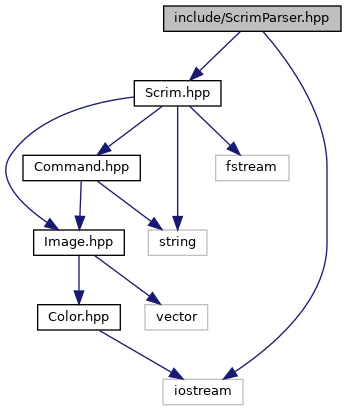 include/ScrimParser.hpp
Scrim.hpp
Command.hpp
fstream
Image.hpp
string
Color.hpp
vector
iostream